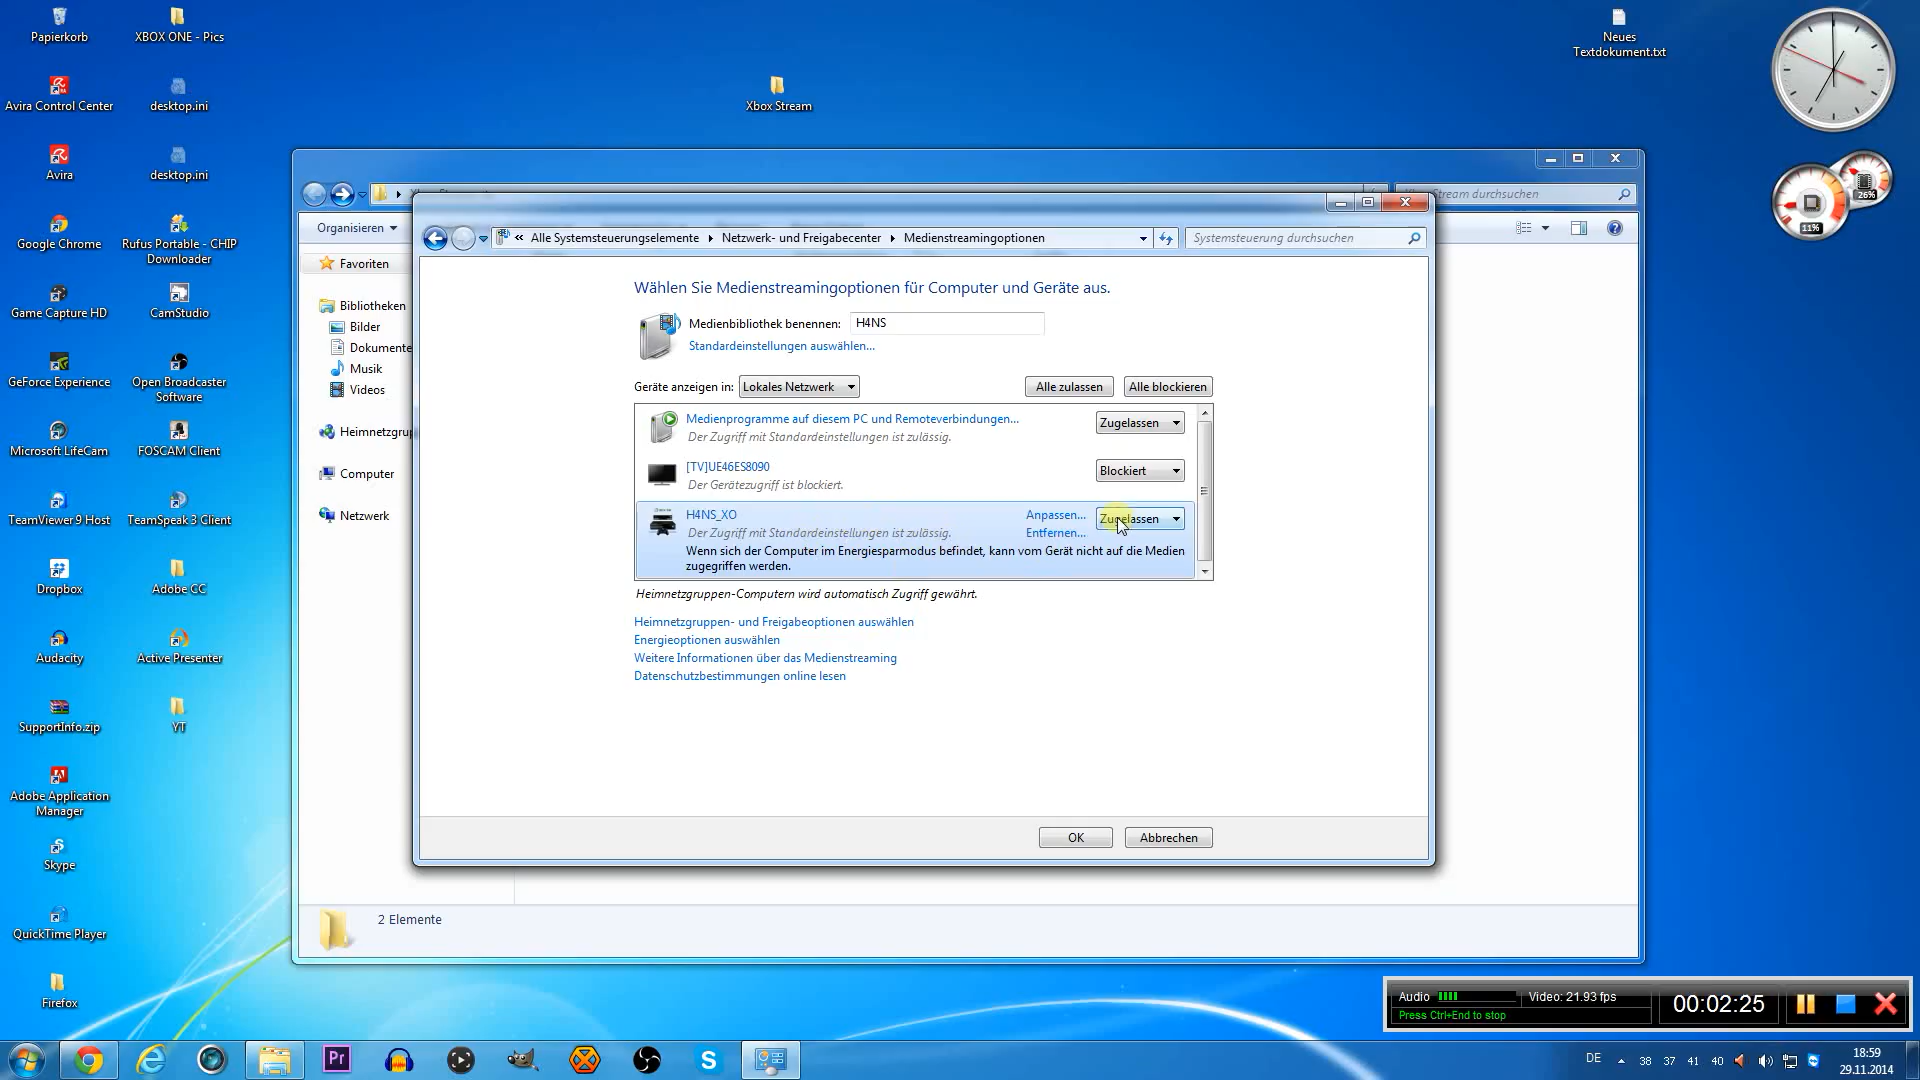 Papierkorb
XBOX ONE - Pics
Avira Control Center
desktop.ini
Avira
desktop.ini
Google Chrome
Rufus Portable - CHIP
Downloader
Game Capture HD
CamStudio
GeForce Experience
Open Broadcaster
Software
Microsoft LifeCam
FOSCAM Client
TeamViewer 9 Host
TeamSpeak 3 Client
Dropbox
Adobe CC
Audacity
Active Presenter
SupportInfo.zip
YT
Adobe Application
Manager
Skype
QuickTime Player
Firefox
Xbox Stream
Neues
Textdokument.txt
26%
11%
Stream durchsuchen
Organisieren
Favoriten
Bibliotheken
Bilder
Dokumente
Musik
Videos
Heimnetzgrup
Computer
Netzwerk
2 Elemente
« Alle Systemsteuerungselemente
Netzwerk- und Freigabecenter
Medienstreamingoptionen
Systemsteuerung durchsuchen
Wählen Sie Medienstreamingoptionen für Computer und Geräte aus.
Medienbibliothek benennen: H4NS
Standardeinstellungen auswählen...
Geräte anzeigen in: Lokales Netzwerk
Alle zulassen
Alle blockieren
Medienprogramme auf diesem PC und Remoteverbindungen...
Zugelassen
Der Zugriff mit Standardeinstellungen ist zulässig.
[TV]UE46ES8090
Blockiert
Der Gerätezugriff ist blockiert.
H4NS_XO
Anpassen...
Zugelassen
Der Zugriff mit Standardeinstellungen ist zulässig.
Entfernen...
Wenn sich der Computer im Energiesparmodus befindet, kann vom Gerät nicht auf die Medien
zugegriffen werden.
Heimnetzgruppen-Computern wird automatisch Zugriff gewährt.
Heimnetzgruppen- und Freigabeoptionen auswählen
Energieoptionen auswählen
Weitere Informationen über das Medienstreaming
Datenschutzbestimmungen online lesen
OK
Abbrechen
Audio
Video: 21.93 fps
Press Ctrl+End to stop
00:02:25
Pr
DE
38 37 41 40
18:59
29.11.2014